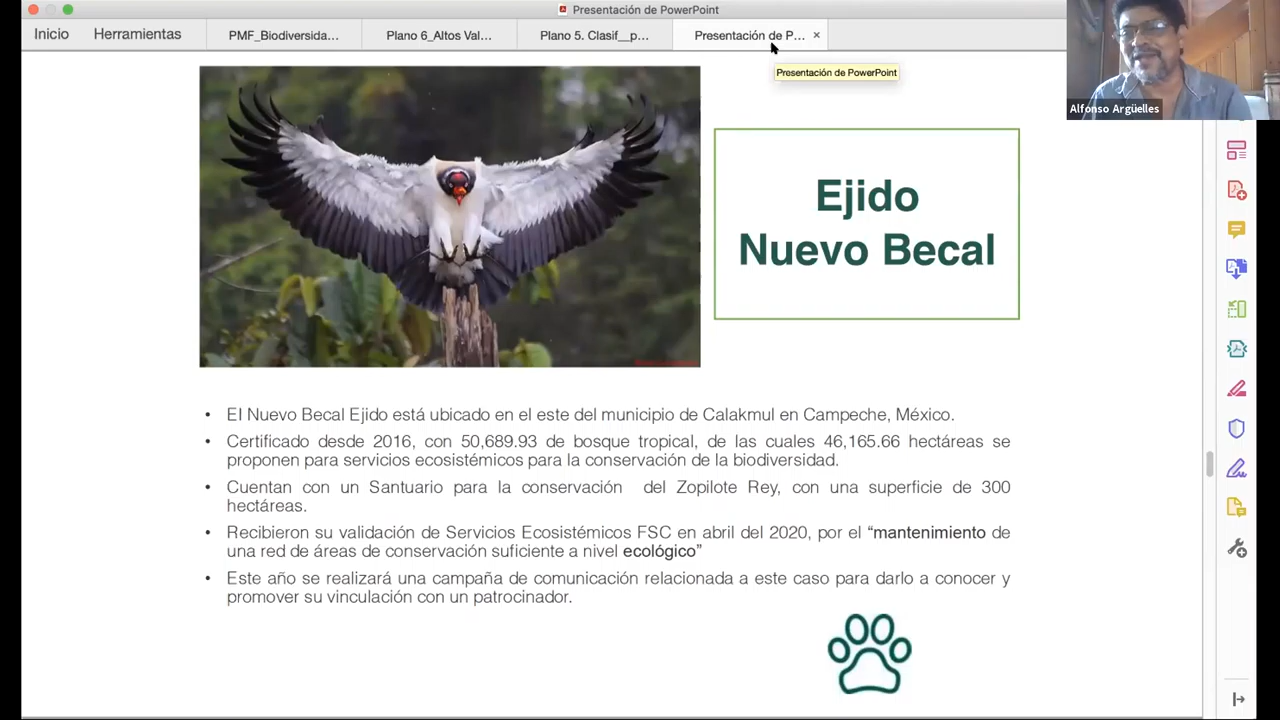 Presentación de PowerPoint
Inicio
Herramientas
PMF_Biodiversida...
Plano 6_Altos Val...
Plano 5. Clasif__p...
Presentación de P...
Presentación de PowerPoint
Alfonso Argüelles
Ejido
Nuevo Becal
• El Nuevo Becal Ejido está ubicado en el este del municipio de Calakmul en Campeche, México.
• Certificado desde 2016, con 50,689.93 de bosque tropical, de las cuales 46,165.66 hectáreas se
proponen para servicios ecosistémicos para la conservación de la biodiversidad.
• Cuentan con un Santuario para la conservación del Zopilote Rey, con una superficie de 300
hectáreas.
• Recibieron su validación de Servicios Ecosistémicos FSC en abril del 2020, por el “mantenimiento de
una red de áreas de conservación suficiente a nivel ecológico”
• Este año se realizará una campaña de comunicación relacionada a este caso para darlo a conocer y
promover su vinculación con un patrocinador.